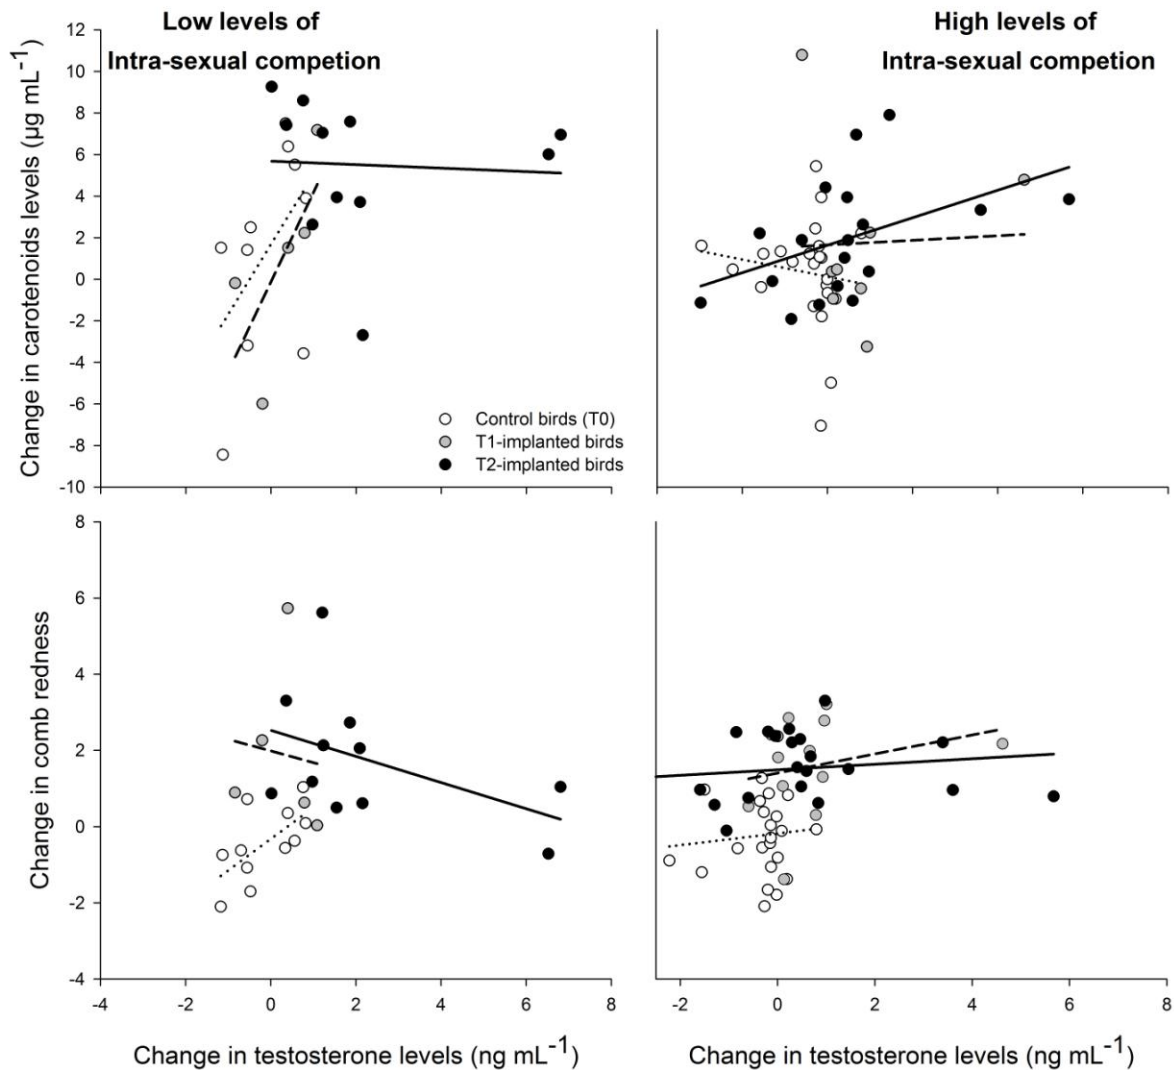 Low levels of
Intra-sexual competion
High levels of
Intra-sexual competion
Change in carotenoids levels (µg mL⁻¹)
12
10
8
6
4
2
0
-2
-4
-6
-8
-10
Control birds (T0)
T1-implanted birds
T2-implanted birds
Change in comb redness
8
6
4
2
0
-2
-4
-4 -2 0 2 4 6 8
-2 0 2 4 6 8
Change in testosterone levels (ng mL⁻¹)
Change in testosterone levels (ng mL⁻¹)